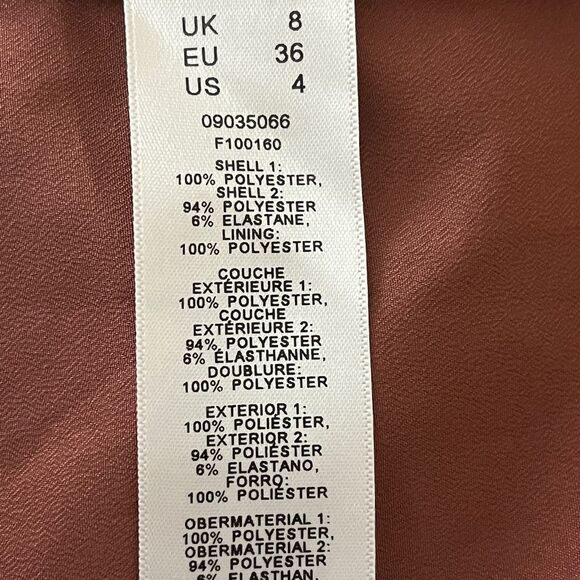 UK 8
EU 36
US 4
09035066
F100160
SHELL 1:
100% POLYESTER,
SHELL 2:
94% POLYESTER
6% ELASTANE,
LINING:
100% POLYESTER
COUCHE
EXTÉRIEURE 1:
100% POLYESTER,
COUCHE
EXTÉRIEURE 2:
94% POLYESTER
6% ÉLASTHANNE,
DOUBLURE:
100% POLYESTER
EXTERIOR 1:
100% POLIÉSTER,
EXTERIOR 2:
94% POLIÉSTER
6% ELASTANO,
FORRO:
100% POLIÉSTER
OBERMATERIAL 1:
100% POLYESTER,
OBERMATERIAL 2:
94% POLYESTER
6% ELASTHAN,